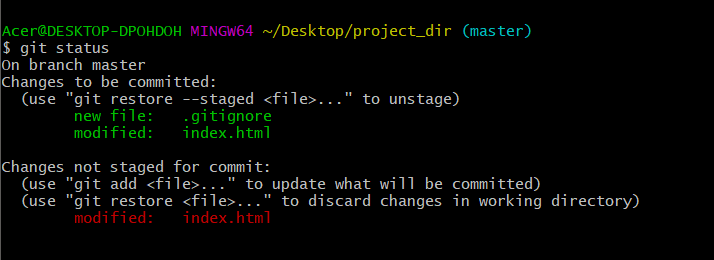 Acer@DESKTOP-DPOHDOH MINGW64 ~/Desktop/project_dir (master)
$ git status
On branch master
Changes to be committed:
  (use "git restore --staged <file>..." to unstage)
        new file:   .gitignore
        modified:   index.html

Changes not staged for commit:
  (use "git add <file>..." to update what will be committed)
  (use "git restore <file>..." to discard changes in working directory)
        modified:   index.html